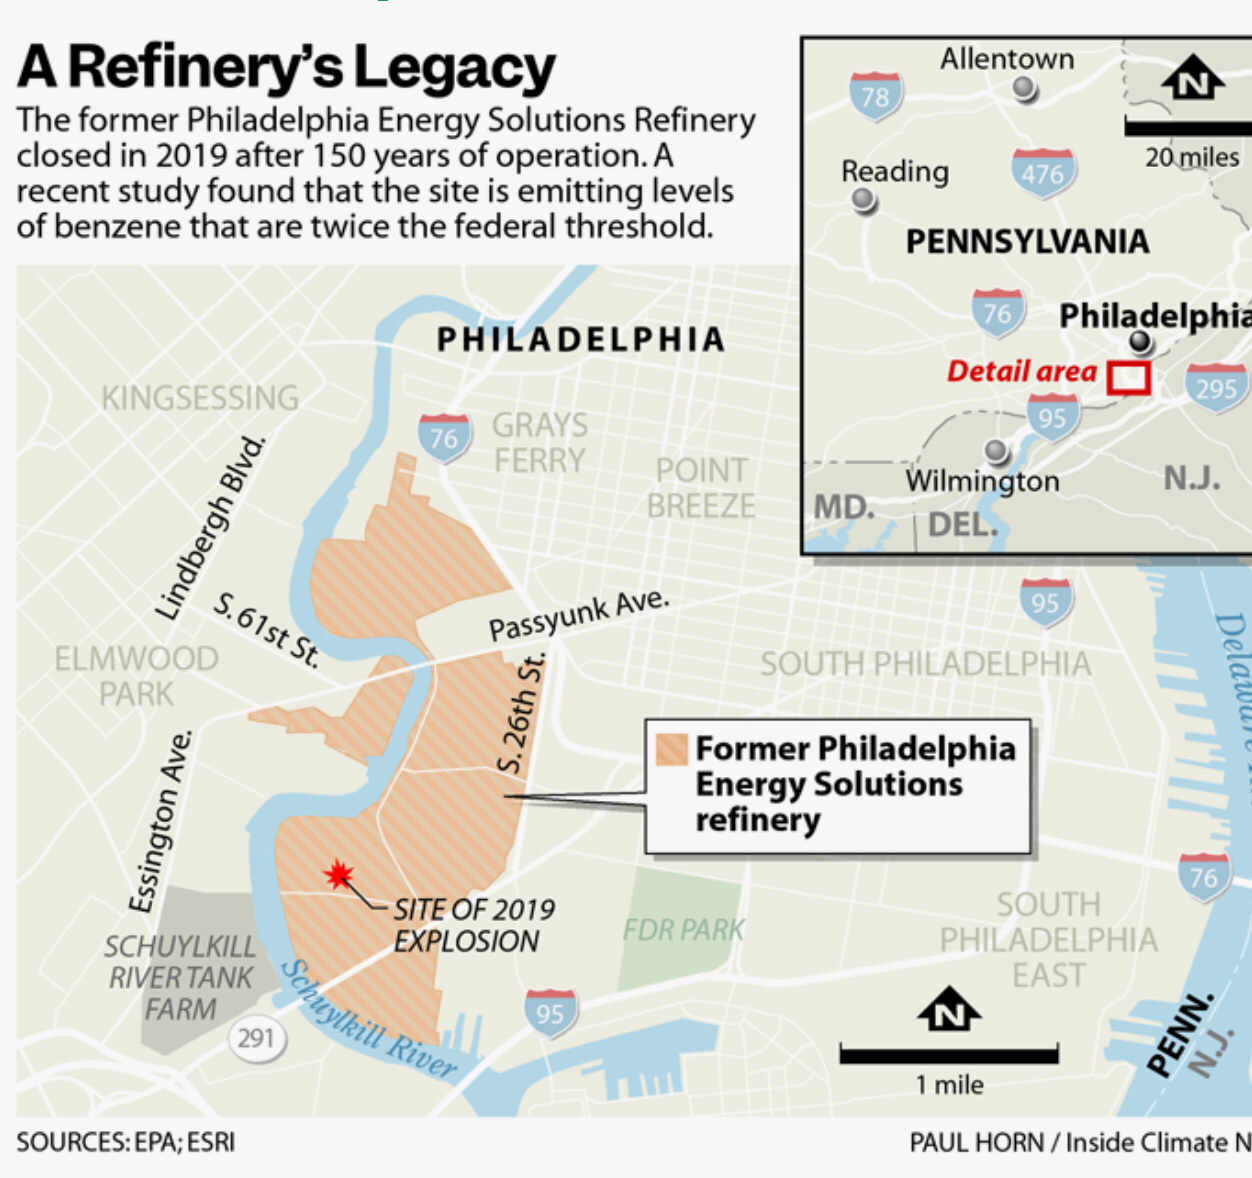 A Refinery's Legacy
The former Philadelphia Energy Solutions Refinery
closed in 2019 after 150 years of operation. A
recent study found that the site is emitting levels
of benzene that are twice the federal threshold.
Allentown
N
78
20 miles
476
Reading
PENNSYLVANIA
76
Philadelphia
Detail area
295
95
Wilmington
N.J.
MD.
DEL.
PHILADELPHIA
KINGSESSING
76
GRAYS
FERRY
POINT
BREEZE
Lindbergh Blvd.
S. 61st St.
Passyunk Ave.
95
ELMWOOD
PARK
SOUTH PHILADELPHIA
Delaware
S. 26th St.
Essington Ave.
Former Philadelphia
Energy Solutions
refinery
76
SITE OF 2019
EXPLOSION
FDR PARK
SOUTH
PHILADELPHIA
EAST
SCHUYLKILL
RIVER TANK
FARM
Schuylkill River
291
95
N
1 mile
PENN.
N.J.
SOURCES: EPA; ESRI
PAUL HORN / Inside Climate N